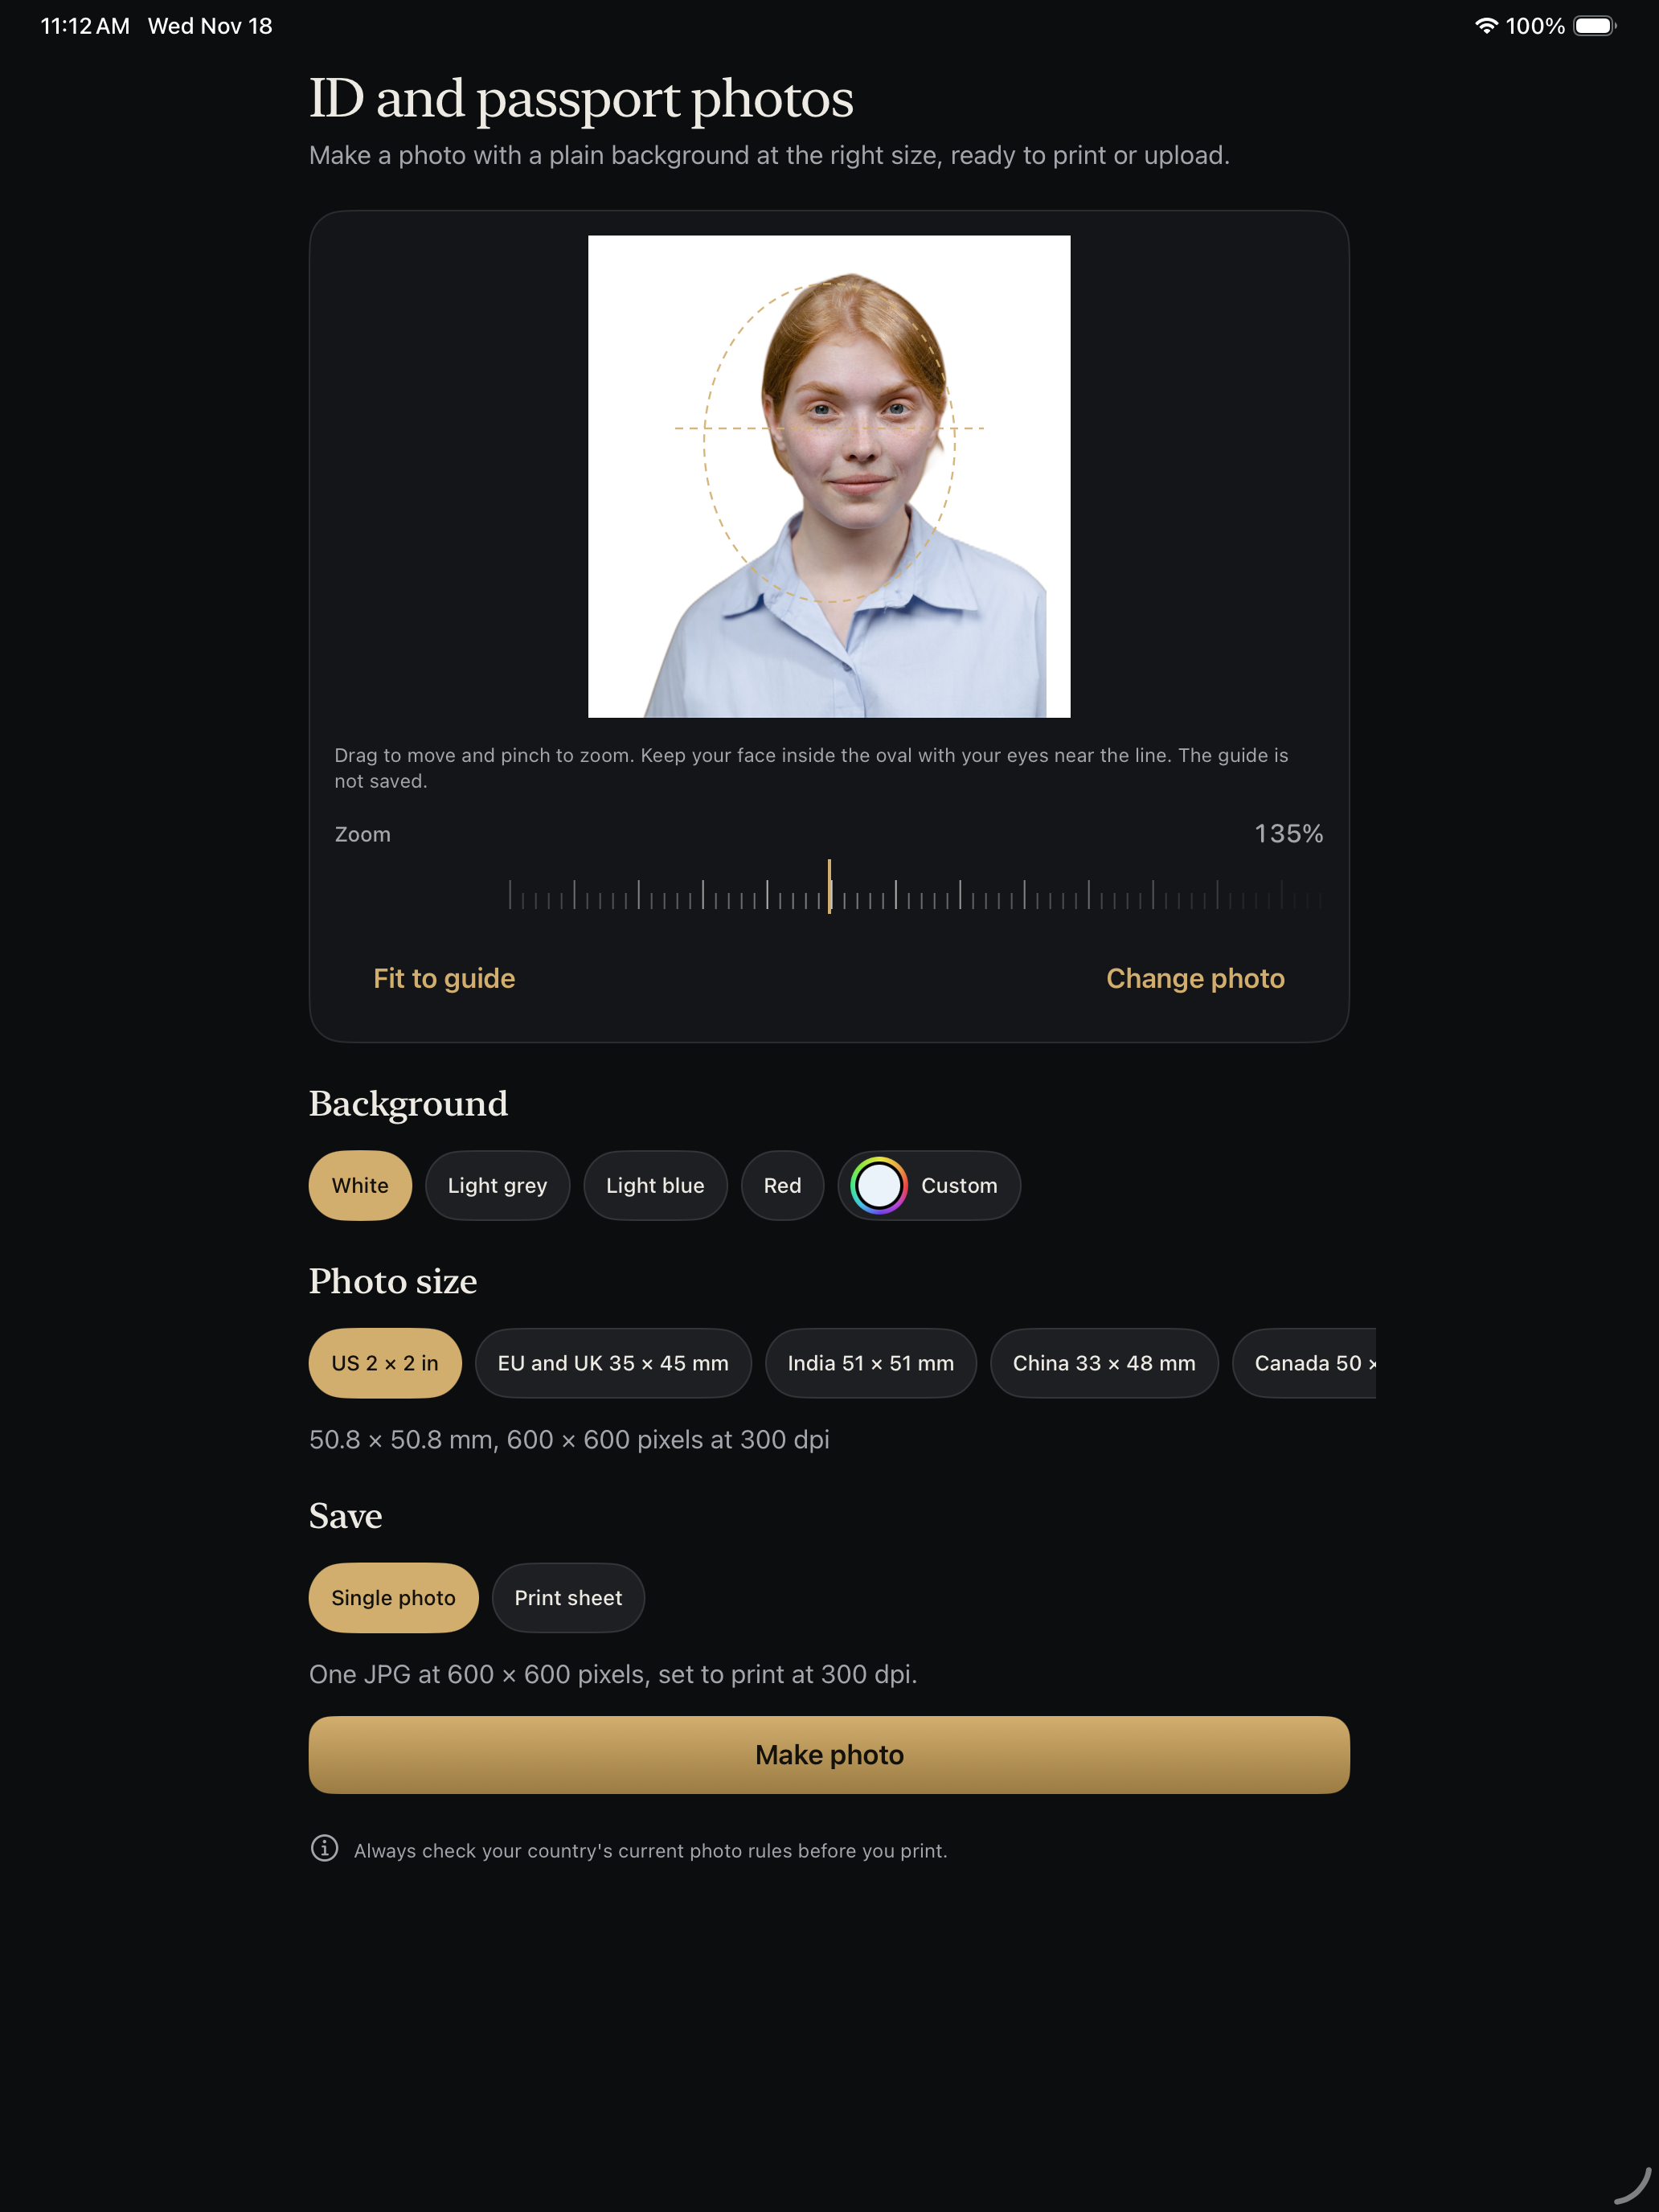 11:12 AM Wed Nov 18
100%
ID and passport photos
Make a photo with a plain background at the right size, ready to print or upload.
Drag to move and pinch to zoom. Keep your face inside the oval with your eyes near the line. The guide is
not saved.
Zoom
135%
Fit to guide
Change photo
Background
White
Light grey
Light blue
Red
Custom
Photo size
US 2 × 2 in
EU and UK 35 × 45 mm
India 51 × 51 mm
China 33 × 48 mm
Canada 50 ×
50.8 × 50.8 mm, 600 × 600 pixels at 300 dpi
Save
Single photo
Print sheet
One JPG at 600 × 600 pixels, set to print at 300 dpi.
Make photo
Always check your country's current photo rules before you print.